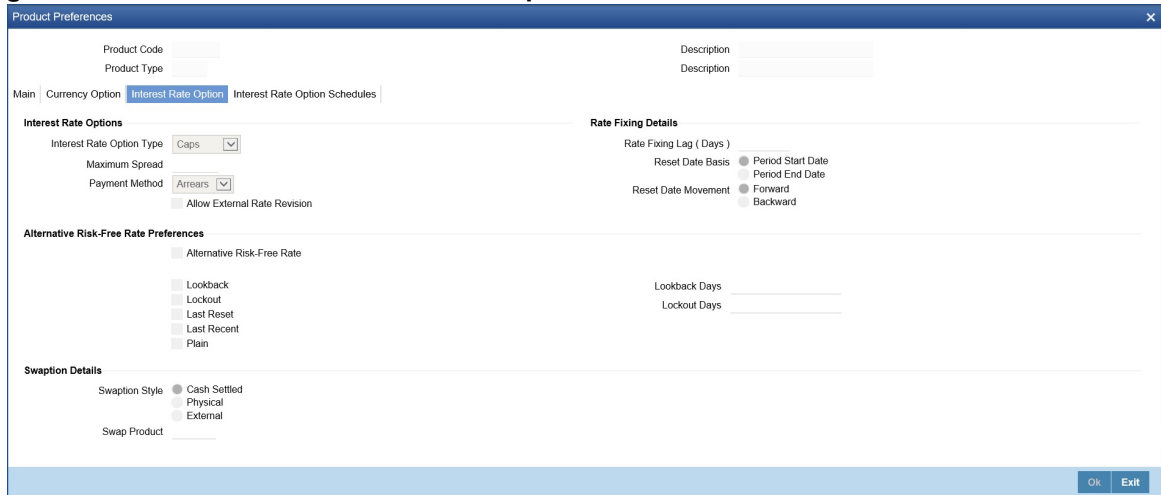 Product Preferences
Product Code
Description
Product Type
Description
Main Currency Option Interest Rate Option Interest Rate Option Schedules
Interest Rate Options
Interest Rate Option Type Caps
Maximum Spread
Payment Method Arrears
Allow External Rate Revision
Rate Fixing Details
Rate Fixing Lag ( Days )
Reset Date Basis Period Start Date
Period End Date
Reset Date Movement Forward
Backward
Alternative Risk-Free Rate Preferences
Alternative Risk-Free Rate
Lookback
Lockout
Last Reset
Last Recent
Plain
Lookback Days
Lockout Days
Swaption Details
Swaption Style Cash Settled
Physical
External
Swap Product
Ok Exit